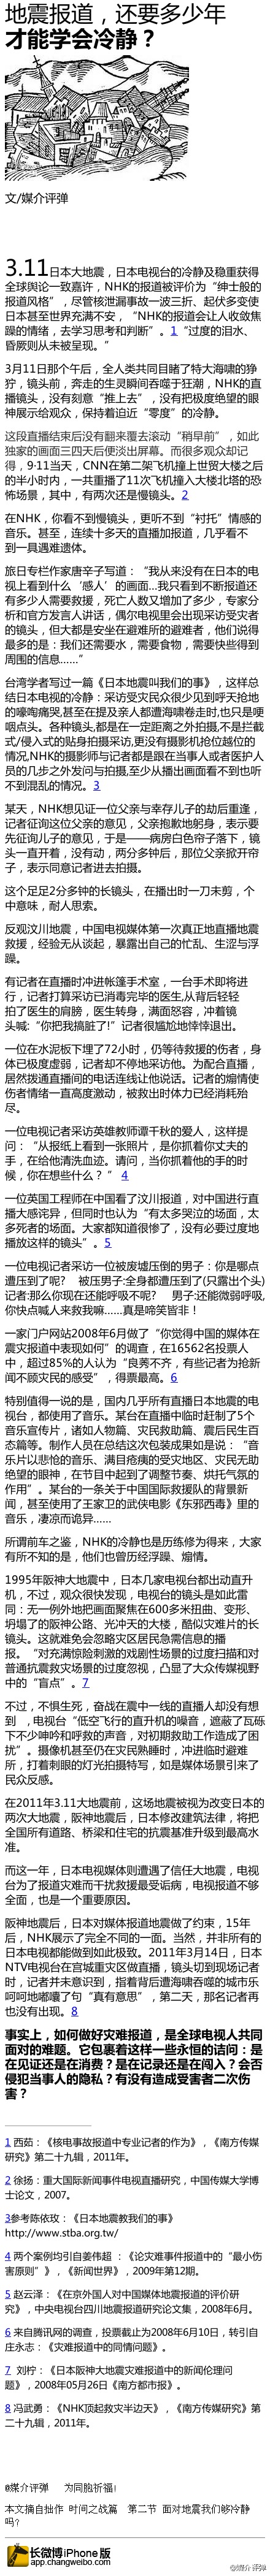 地震报道，还要多少年
才能学会冷静？
文/媒介评弹
3.11日本大地震，日本电视台的冷静及稳重获得
全球舆论一致嘉许，NHK的报道被评价为“绅士般的
报道风格”，尽管核泄漏事故一波三折、起伏多变使
日本甚至世界充满不安，“NHK的报道会让人收敛焦
躁的情绪，去学习思考和判断”。1“过度的泪水、
昏厥则从未被呈现。”
3月11日那个午后，全人类共同目睹了特大海啸的狰
狞，镜头前，奔走的生灵瞬间吞噬于狂潮，NHK的直
播镜头，没有刻意“推上去”，没有把极度绝望的眼
神展示给观众，保持着迫近“零度”的冷静。
这段直播结束后没有翻来覆去滚动“稍早前”，如此
独家的画面三四天后便淡出屏幕。而很多观众却记
得，9·11当天，CNN在第二架飞机撞上世贸大楼之后
的半小时内，一共重播了11次飞机撞入大楼北塔的恐
怖场景，其中，有两次还是慢镜头。2
在NHK，你看不到慢镜头，更听不到“衬托”情感的
音乐。甚至，连续十多天的直播加报道，几乎看不
到一具遇难遗体。
旅日专栏作家唐辛子写道：“我从来没有在日本的电
视上看到什么‘感人’的画面…我只看到不断报道还
有多少人需要救援，死亡人数又增加了多少，专家分
析和官方发言人讲话，偶尔电视里会出现采访受灾者
的镜头，但大都是安全在避难所的避难者，他们说得
最多的是：我们还需要水，需要食物，需要快些得到
周围的信息……”
台湾学者写过一篇《日本地震叫我们的事》，这样总
结日本电视的冷静：采访受灾民众很少见到呼天抢地
的嚎啕痛哭,甚至在提及亲人都遭海啸卷走时,也只是哽
咽点头。各种镜头,都是在一定距离之外拍摄,不是拦截
式/侵入式的贴身拍摄采访,更没有摄影机抢位越位的
情况,NHK的摄影师与记者都是跟在当事人或者医护人
员的几步之外发问与拍摄,至少从播出画面看不到也听
不到混乱的情况。3
某天，NHK想见证一位父亲与幸存儿子的劫后重逢，
记者征询这位父亲的意见，父亲抱歉地躬身，表示要
先征询儿子的意见，于是——病房白色帘子落下，镜
头一直开着，没有动，两分多钟后，那位父亲掀开帘
子，表示同意记者进去拍摄。
这个足足2分多钟的长镜头，在播出时一刀未剪，个
中意味，耐人思索。
反观汶川地震，中国电视媒体第一次真正地直播地震
救援，经验无从谈起，暴露出自己的忙乱、生涩与浮
躁。
有记者在直播时冲进帐篷手术室，一台手术即将进
行，记者打算采访已消毒完毕的医生,从背后轻轻
拍了医生的肩膀，医生转身，满面怒容，冲着镜
头喊:“你把我搞脏了!”记者很尴尬地悻悻退出。
一位在水泥板下埋了72小时，仍等待救援的伤者，身
体已极度虚弱，记者却不停地采访他。为配合直播，
居然拨通直播间的电话连线让他说话。记者的煽情使
伤者情绪一直高度激动，被救出时体力已经消耗殆
尽。
一位电视记者采访英雄教师谭千秋的爱人，这样提
问：“从报纸上看到一张照片，是你抓着你丈夫的
手，在给他清洗血迹。请问，当你抓着他的手的时
候，你在想些什么？”4
一位英国工程师在中国看了汶川报道，对中国进行直
播大感诧异，但同时也认为“有太多哭泣的场面，太
多死者的场面。大家都知道很惨了，没有必要过度地
播放这样的镜头”。5
一位电视记者采访一位被废墟压倒的男子：你是哪点
遭压到了呢?　被压男子:全身都遭压到了(只露出个头)
记者:那么你现在还能呼吸不呢?　男子:还能微弱呼吸,
你快点喊人来救我嘛……真是啼笑皆非！
一家门户网站2008年6月做了“你觉得中国的媒体在
震灾报道中表现如何”的调查，在16562名投票人
中，超过85%的人认为“良莠不齐，有些记者为抢新
闻不顾灾民的感受”，得票最高。6
特别值得一说的是，国内几乎所有直播日本地震的电
视台，都使用了音乐。某台在直播中临时赶制了5个
音乐宣传片，诸如人物篇、灾民救助篇、震后民生百
态篇等。制作人员在总结这次包装成果如是说：“音
乐片以悲怆的音乐、满目疮痍的受灾地区、灾民无助
绝望的眼神，在节目中起到了调整节奏、烘托气氛的
作用”。某台的一条关于中国国际救援队的背景新
闻，甚至使用了王家卫的武侠电影《东邪西毒》里的
音乐，凄凉而诡异……
所谓前车之鉴，NHK的冷静也是历练修为得来，大家
有所不知的是，他们也曾历经浮躁、煽情。
1995年阪神大地震中，日本几家电视台都出动直升
机，不过，观众很快发现，电视台的镜头是如此雷
同：无一例外地把画面聚焦在600多米扭曲、变形、
坍塌了的阪神公路、光冲天的大楼，酷似灾难片的长
镜头。这就难免会忽略灾区居民急需信息的播
报。“对充满惊险刺激的戏剧性场景的过度扫描和对
普通抗震救灾场景的过度忽视，凸显了大众传媒视野
中的“盲点”。7
不过，不惧生死，奋战在震中一线的直播人却没有想
到　,电视台“低空飞行的直升机的噪音，遮蔽了瓦砾
下不少呻吟和呼救的声音，对初期救助工作造成了困
扰”。摄像机甚至仍在灾民熟睡时，冲进临时避难
所，打着刺眼的灯光拍摄特写，如是媒体场景引来了
民众反感。
在2011年3.11大地震前，这场地震被视为改变日本的
两次大地震，阪神地震后，日本修改建筑法律，将把
全国所有道路、桥梁和住宅的抗震基准升级到最高水
准。
而这一年，日本电视媒体则遭遇了信任大地震，电视
台为了报道灾难而干扰救援最受诟病，电视报道不够
全面，也是一个重要原因。
阪神地震后，日本对媒体报道地震做了约束，15年
后，NHK展示了完全不同的一面。当然，并非所有的
日本电视都能做到如此极致。2011年3月14日，日本
NTV电视台在宫城重灾区做直播，镜头切到现场记者
时，记者并未意识到，指着背后遭海啸吞噬的城市乐
呵呵地嘟囔了句“真有意思”，第二天，那名记者再
也没有出现。8
事实上，如何做好灾难报道，是全球电视人共同
面对的难题。它包裹着这样一些永恒的诘问：是
在见证还是在消费？是在记录还是在闯入？会否
侵犯当事人的隐私？有没有造成受害者二次伤
害？
1 西茹：《核电事故报道中专业记者的作为》，《南方传媒
研究》第二十九辑，2011年。
2 徐扬：重大国际新闻事件电视直播研究，中国传媒大学博
士论文，2007。
3参考陈依玫：《日本地震教我们的事》
http://www.stba.org.tw/
4 两个案例均引自姜伟超 ：《论灾难事件报道中的“最小伤
害原则”》，《新闻世界》，2009年第12期。
5 赵云泽：《在京外国人对中国媒体地震报道的评价研
究》，中央电视台四川地震报道研究论文集，2008年6月。
6 来自腾讯网的调查，投票截止为2008年6月10日，转引自
庄永志：《灾难报道中的同情问题》。
7 刘柠：《日本阪神大地震灾难报道中的新闻伦理问
题》，2008年05月26日《南方都市报》。
8 冯武勇：《NHK顶起救灾半边天》，《南方传媒研究》第
二十九辑，2011年。
@媒介评弹　为同胞祈福!
本文摘自拙作 时间之战篇　第二节 面对地震我们够冷静
吗?
长微博iPhone版
app.changweibo.com
@媒介评弹